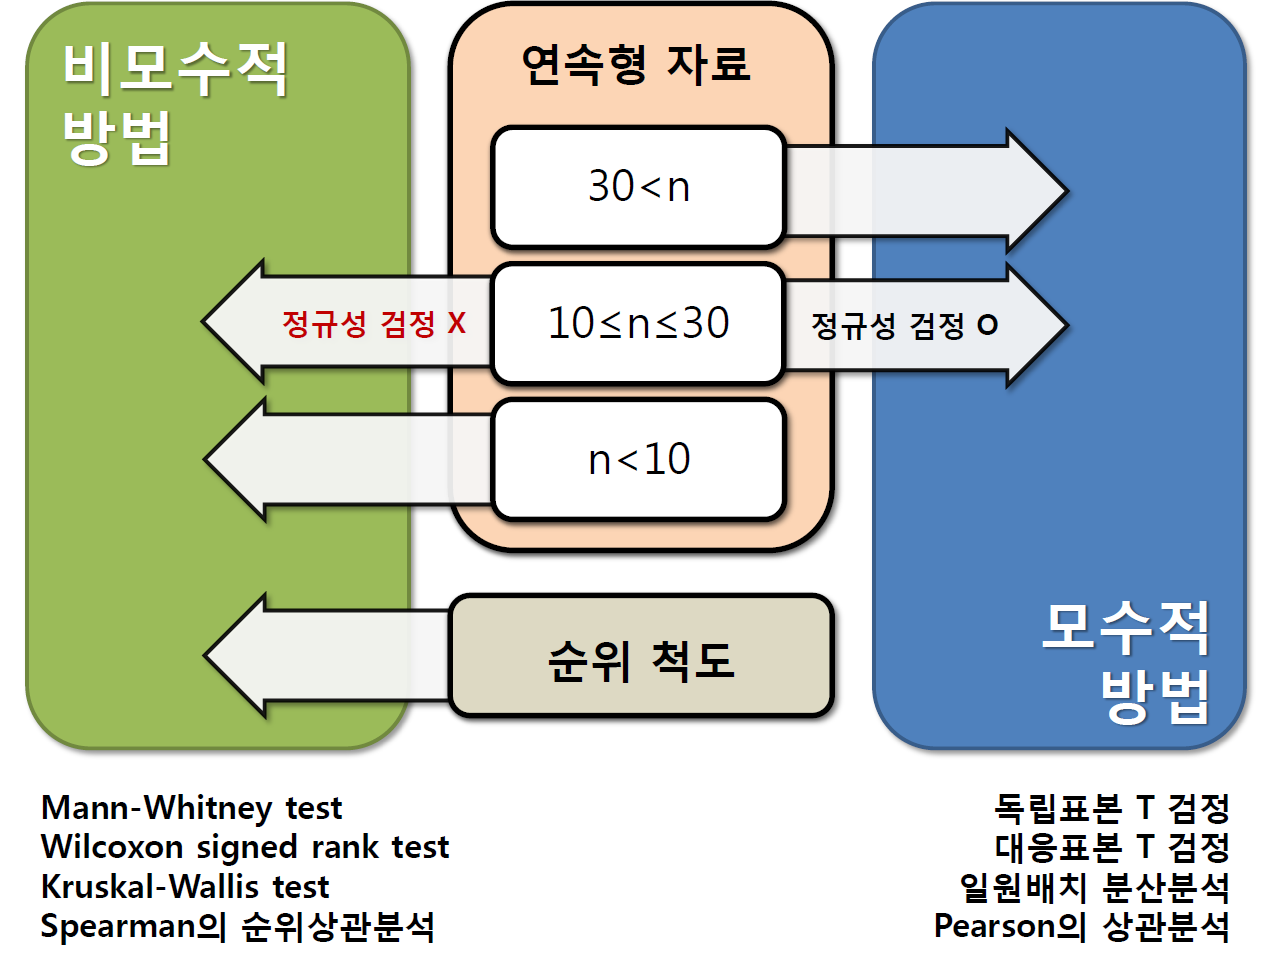 비모수적
방법
연속형 자료
30<n
정규성 검정 X
10≤n≤30
정규성 검정 O
n<10
순위 척도
모수적
방법
Mann-Whitney test
Wilcoxon signed rank test
Kruskal-Wallis test
Spearman의 순위상관분석
독립표본 T 검정
대응표본 T 검정
일원배치 분산분석
Pearson의 상관분석